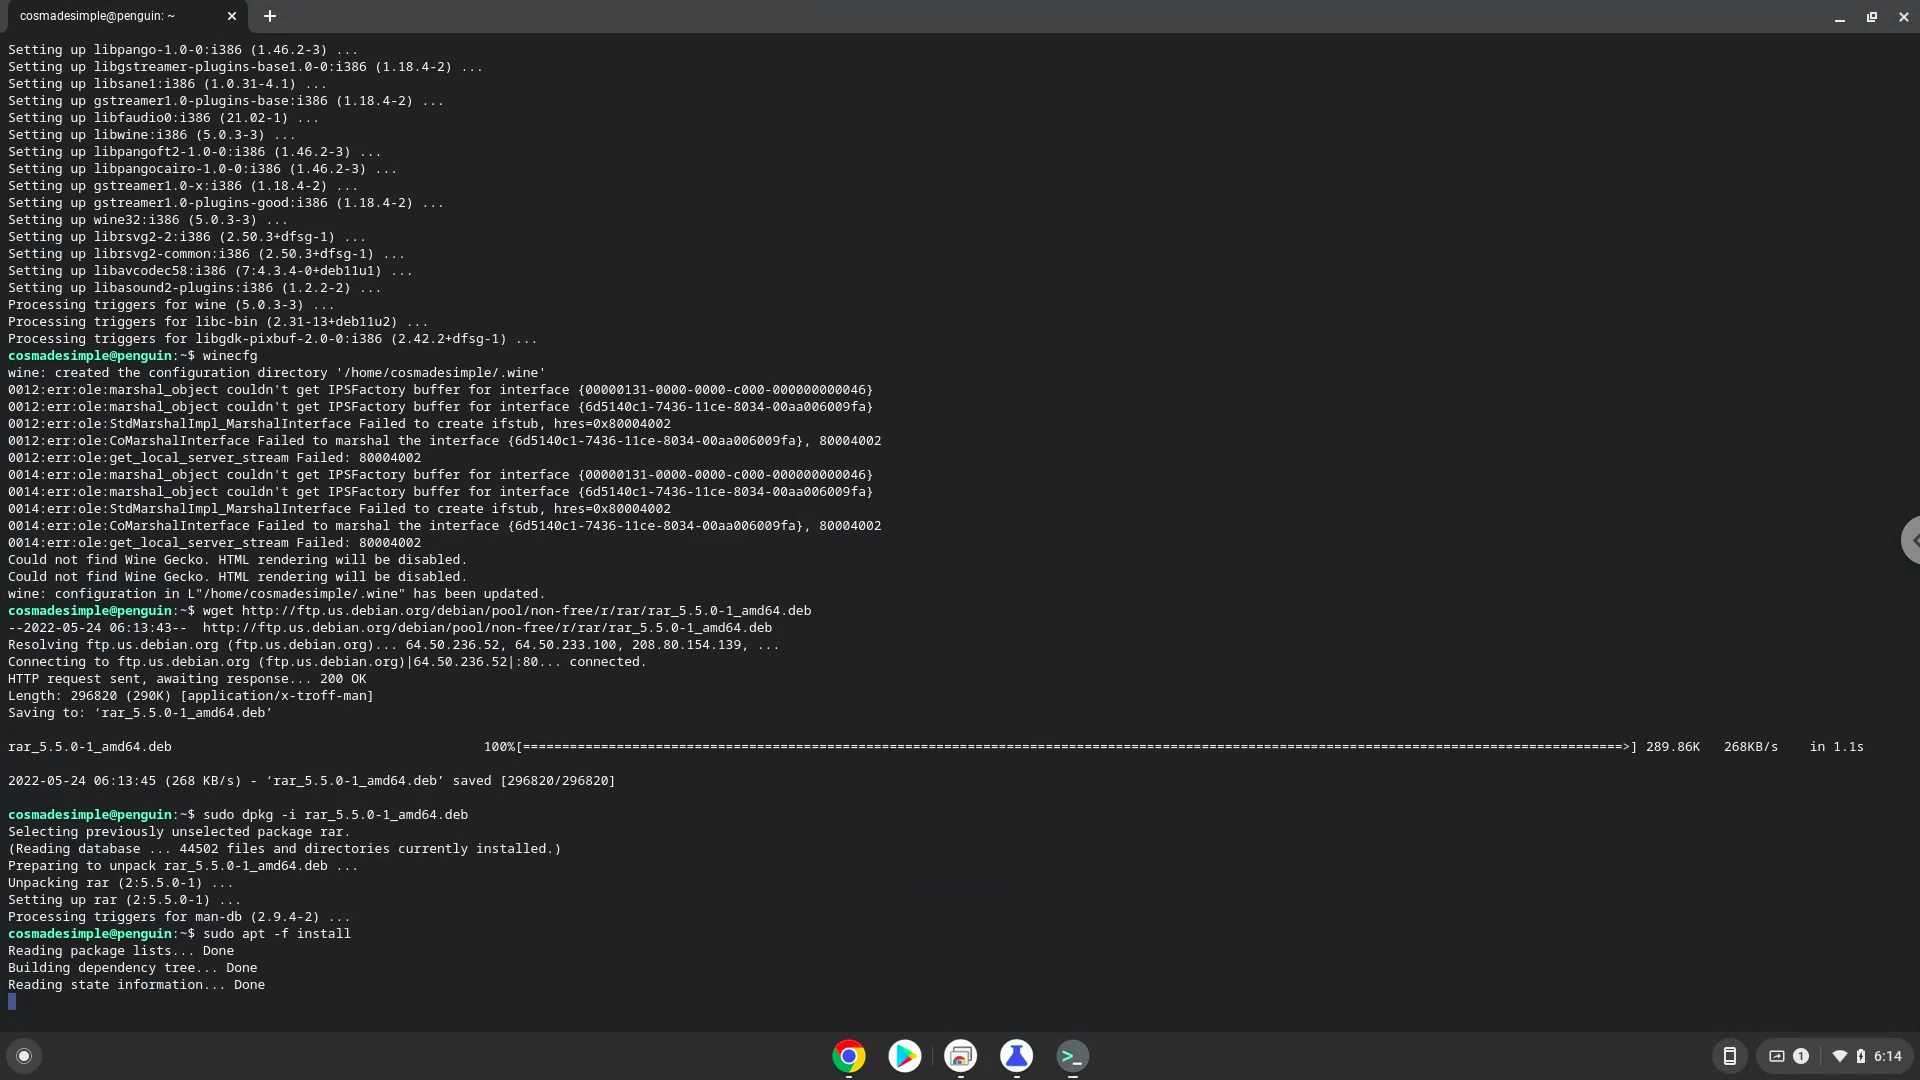 cosmadesimple@penguin: ~
Setting up libpango-1.0-0:i386 (1.46.2-3) ...
Setting up libgstreamer-plugins-base1.0-0:i386 (1.18.4-2) ...
Setting up libsane1:i386 (1.0.31-4.1) ...
Setting up gstreamer1.0-plugins-base:i386 (1.18.4-2) ...
Setting up libfaudio0:i386 (21.02-1) ...
Setting up libwine:i386 (5.0.3-3) ...
Setting up libpangoft2-1.0-0:i386 (1.46.2-3) ...
Setting up libpangocairo-1.0-0:i386 (1.46.2-3) ...
Setting up gstreamer1.0-x:i386 (1.18.4-2) ...
Setting up gstreamer1.0-plugins-good:i386 (1.18.4-2) ...
Setting up wine32:i386 (5.0.3-3) ...
Setting up librsvg2-2:i386 (2.50.3+dfsg-1) ...
Setting up librsvg2-common:i386 (2.50.3+dfsg-1) ...
Setting up libavcodec58:i386 (7:4.3.4-0+deb11u1) ...
Setting up libasound2-plugins:i386 (1.2.2-2) ...
Processing triggers for wine (5.0.3-3) ...
Processing triggers for libc-bin (2.31-13+deb11u2) ...
Processing triggers for libgdk-pixbuf-2.0-0:i386 (2.42.2+dfsg-1) ...
cosmadesimple@penguin:~$ winecfg
wine: created the configuration directory '/home/cosmadesimple/.wine'
0012:err:ole:marshal_object couldn't get IPSFactory buffer for interface {00000131-0000-0000-c000-000000000046}
0012:err:ole:marshal_object couldn't get IPSFactory buffer for interface {6d5140c1-7436-11ce-8034-00aa006009fa}
0012:err:ole:StdMarshalImpl_MarshalInterface Failed to create ifstub, hres=0x80004002
0012:err:ole:CoMarshalInterface Failed to marshal the interface {6d5140c1-7436-11ce-8034-00aa006009fa}, 80004002
0012:err:ole:get_local_server_stream Failed: 80004002
0014:err:ole:marshal_object couldn't get IPSFactory buffer for interface {00000131-0000-0000-c000-000000000046}
0014:err:ole:marshal_object couldn't get IPSFactory buffer for interface {6d5140c1-7436-11ce-8034-00aa006009fa}
0014:err:ole:StdMarshalImpl_MarshalInterface Failed to create ifstub, hres=0x80004002
0014:err:ole:CoMarshalInterface Failed to marshal the interface {6d5140c1-7436-11ce-8034-00aa006009fa}, 80004002
0014:err:ole:get_local_server_stream Failed: 80004002
Could not find Wine Gecko. HTML rendering will be disabled.
Could not find Wine Gecko. HTML rendering will be disabled.
wine: configuration in L"/home/cosmadesimple/.wine" has been updated.
cosmadesimple@penguin:~$ wget http://ftp.us.debian.org/debian/pool/non-free/r/rar/rar_5.5.0-1_amd64.deb
--2022-05-24 06:13:43--  http://ftp.us.debian.org/debian/pool/non-free/r/rar/rar_5.5.0-1_amd64.deb
Resolving ftp.us.debian.org (ftp.us.debian.org)... 64.50.236.52, 64.50.233.100, 208.80.154.139, ...
Connecting to ftp.us.debian.org (ftp.us.debian.org)|64.50.236.52|:80... connected.
HTTP request sent, awaiting response... 200 OK
Length: 296820 (290K) [application/x-troff-man]
Saving to: ‘rar_5.5.0-1_amd64.deb’
rar_5.5.0-1_amd64.deb 100%[=============================================================================================================================================>] 289.86K 268KB/s in 1.1s
2022-05-24 06:13:45 (268 KB/s) - ‘rar_5.5.0-1_amd64.deb’ saved [296820/296820]
cosmadesimple@penguin:~$ sudo dpkg -i rar_5.5.0-1_amd64.deb
Selecting previously unselected package rar.
(Reading database ... 44502 files and directories currently installed.)
Preparing to unpack rar_5.5.0-1_amd64.deb ...
Unpacking rar (2:5.5.0-1) ...
Setting up rar (2:5.5.0-1) ...
Processing triggers for man-db (2.9.4-2) ...
cosmadesimple@penguin:~$ sudo apt -f install
Reading package lists... Done
Building dependency tree... Done
Reading state information... Done
1 6:14